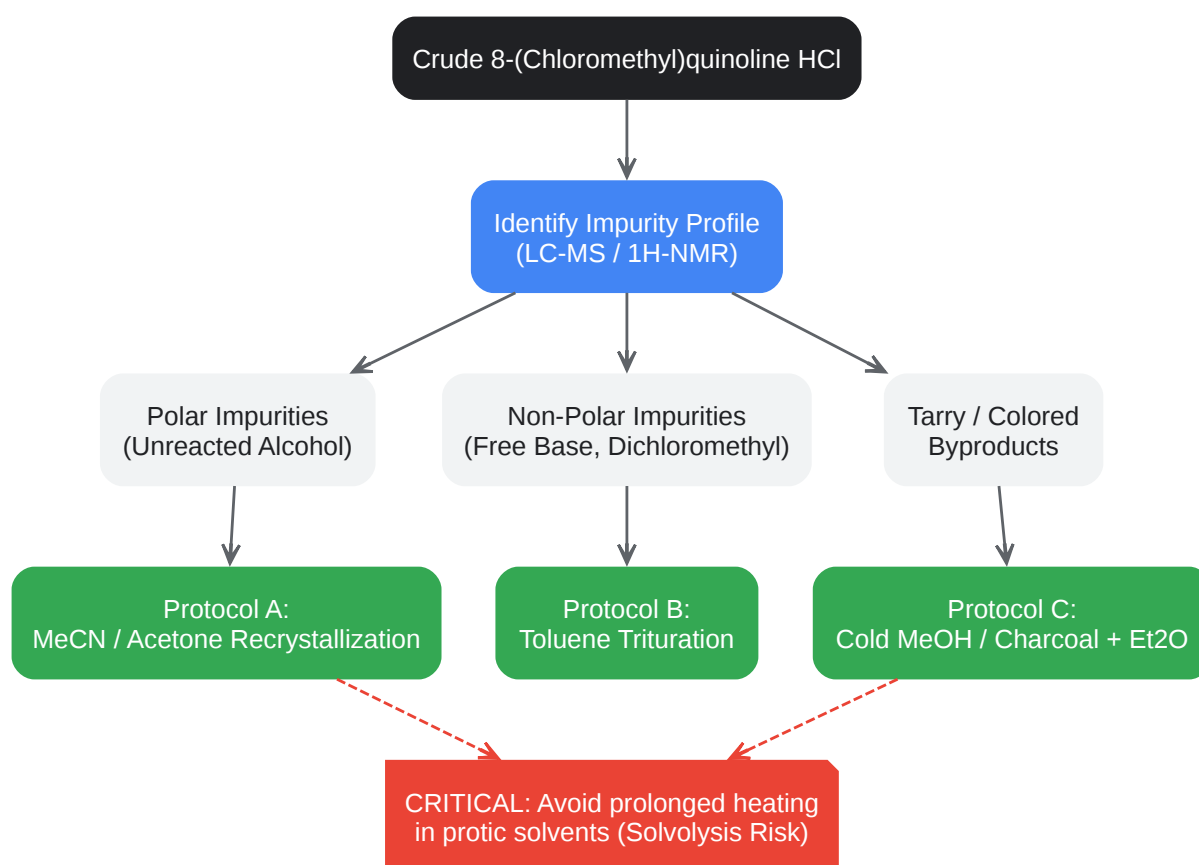 Crude 8-(Chloromethyl)quinoline HCl
Identify Impurity Profile
(LC-MS / 1H-NMR)
Polar Impurities
(Unreacted Alcohol)
Non-Polar Impurities
(Free Base, Dichloromethyl)
Tarry / Colored
Byproducts
Protocol A:
MeCN / Acetone Recrystallization
Protocol B:
Toluene Trituration
Protocol C:
Cold MeOH / Charcoal + Et2O
CRITICAL: Avoid prolonged heating
in protic solvents (Solvolysis Risk)